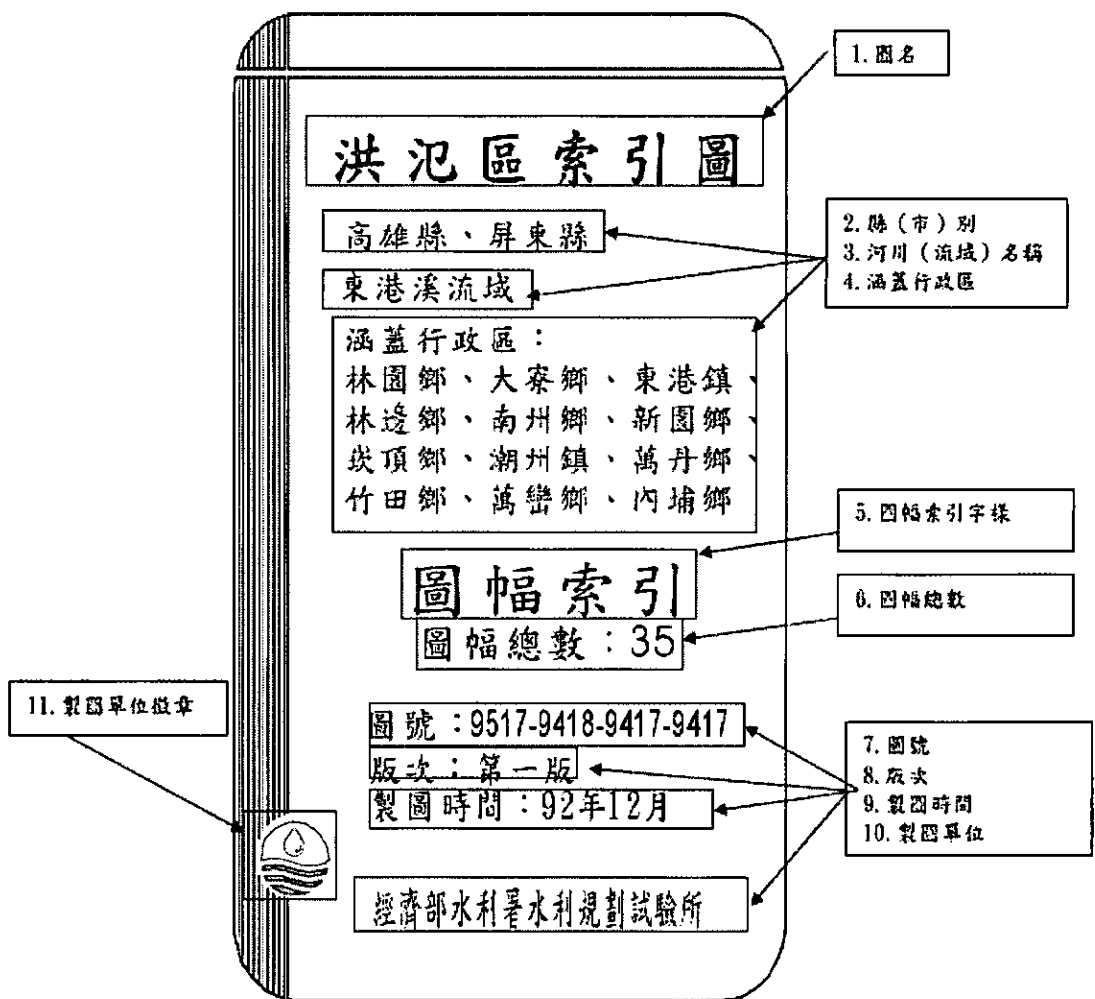 1. 圖名
洪氾區索引圖
高雄縣、屏東縣
2. 縣（市）別
3. 河川（流域）名稱
4. 涵蓋行政區
東港溪流域
涵蓋行政區：
林園鄉、大寮鄉、東港鎮、
林邊鄉、南州鄉、新園鄉、
崁頂鄉、潮州鎮、萬丹鄉、
竹田鄉、萬巒鄉、內埔鄉
5. 圖幅索引字樣
圖幅索引
6. 圖幅總數
圖幅總數：35
11. 製圖單位徽章
圖號：9517-9418-9417-9417
版次：第一版
製圖時間：92年12月
7. 圖號
8. 版次
9. 製圖時間
10. 製圖單位
經濟部水利署水利規劃試驗所